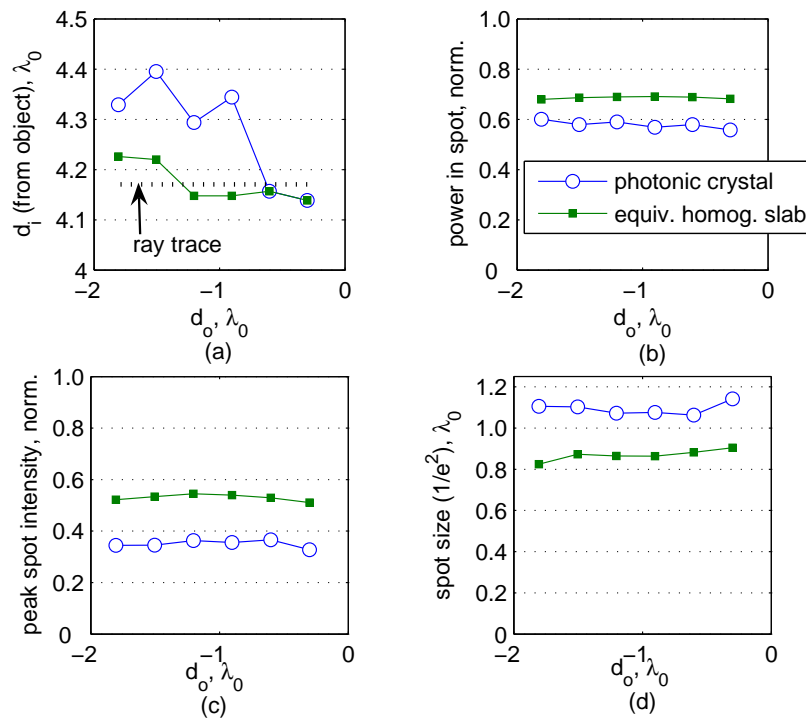 4.5
4.4
4.3
4.2
4.1
4
d_i (from object), λ_0
ray trace
−2
−1
0
d_o, λ_0
(a)
1.0
0.8
0.6
0.4
0.2
0
power in spot, norm.
photonic crystal
equiv. homog. slab
−2
−1
0
d_o, λ_0
(b)
1.0
0.8
0.6
0.4
0.2
0
peak spot intensity, norm.
−2
−1
0
d_o, λ_0
(c)
1.2
1.0
0.8
0.6
0.4
0.2
0
spot size (1/e^2), λ_0
−2
−1
0
d_o, λ_0
(d)